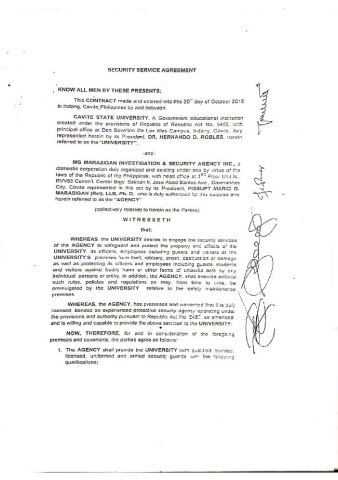 SECURITY SERVICE AGREEMENT
KNOW ALL MEN BY THESE PRESENTS:
This CONTRACT made and entered into this 20th day of October 2016
in Indang, Cavite, Philippines by and between:
CAVITE STATE UNIVERSITY, A Government educational institution
created under the provisions of Republic of Republic Act No. 8468, with
principal office at Don Severino De Las Alas Campus, Indang, Cavite, duly
represented herein by its President DR. HERNANDO D. ROBLES, herein
referred to as the "UNIVERSITY".
-and-
MG MARASIGAN INVESTIGATION & SECURITY AGENCY INC., a
domestic corporation duly organized and existing under and by virtue of the
laws of the Republic of the Philippines, with head office at 3rd Floor Unit
City, Cavite represented in this act by its President,
MARASIGAN (Ret), LLB, Ph. D, who is duly authorized for this purpose and
herein referred to as the "AGENCY"
(collectively referred to herein as the Parties)
WITNESSETH
that:
WHEREAS, the UNIVERSITY desires to engage the security services
of the AGENCY to safeguard and protect the property and effects of the
UNIVERSITY, its officers, employees including guests and visitors at the
UNIVERSITY'S premises from theft, robbery, arson, destruction or damage
as well as protecting its officers and employees including guests, students
and visitors against bodily harm or other forms of unlawful acts by any
individual, persons or entity. In addition, the AGENCY, shall likewise enforce
such rules, policies and regulations as may, from time to time, be
promulgated by the UNIVERSITY relative to the safety maintenance
premises.
WHEREAS, the AGENCY, has presented and warranted that it is duly
licensed, bonded an experienced protective security agency operating under
the provisions and authority pursuant to Republic Act No. 5487, as amended
and is willing and capable to provide the above services to the UNIVERSITY.
NOW, THEREFORE, for and in consideration of the foregoing
premises and covenants, the parties agree as follow:
1. The AGENCY shall provide the UNIVERSITY with qualified, bonded,
licensed, uniformed and armed security guards with the following
qualifications: